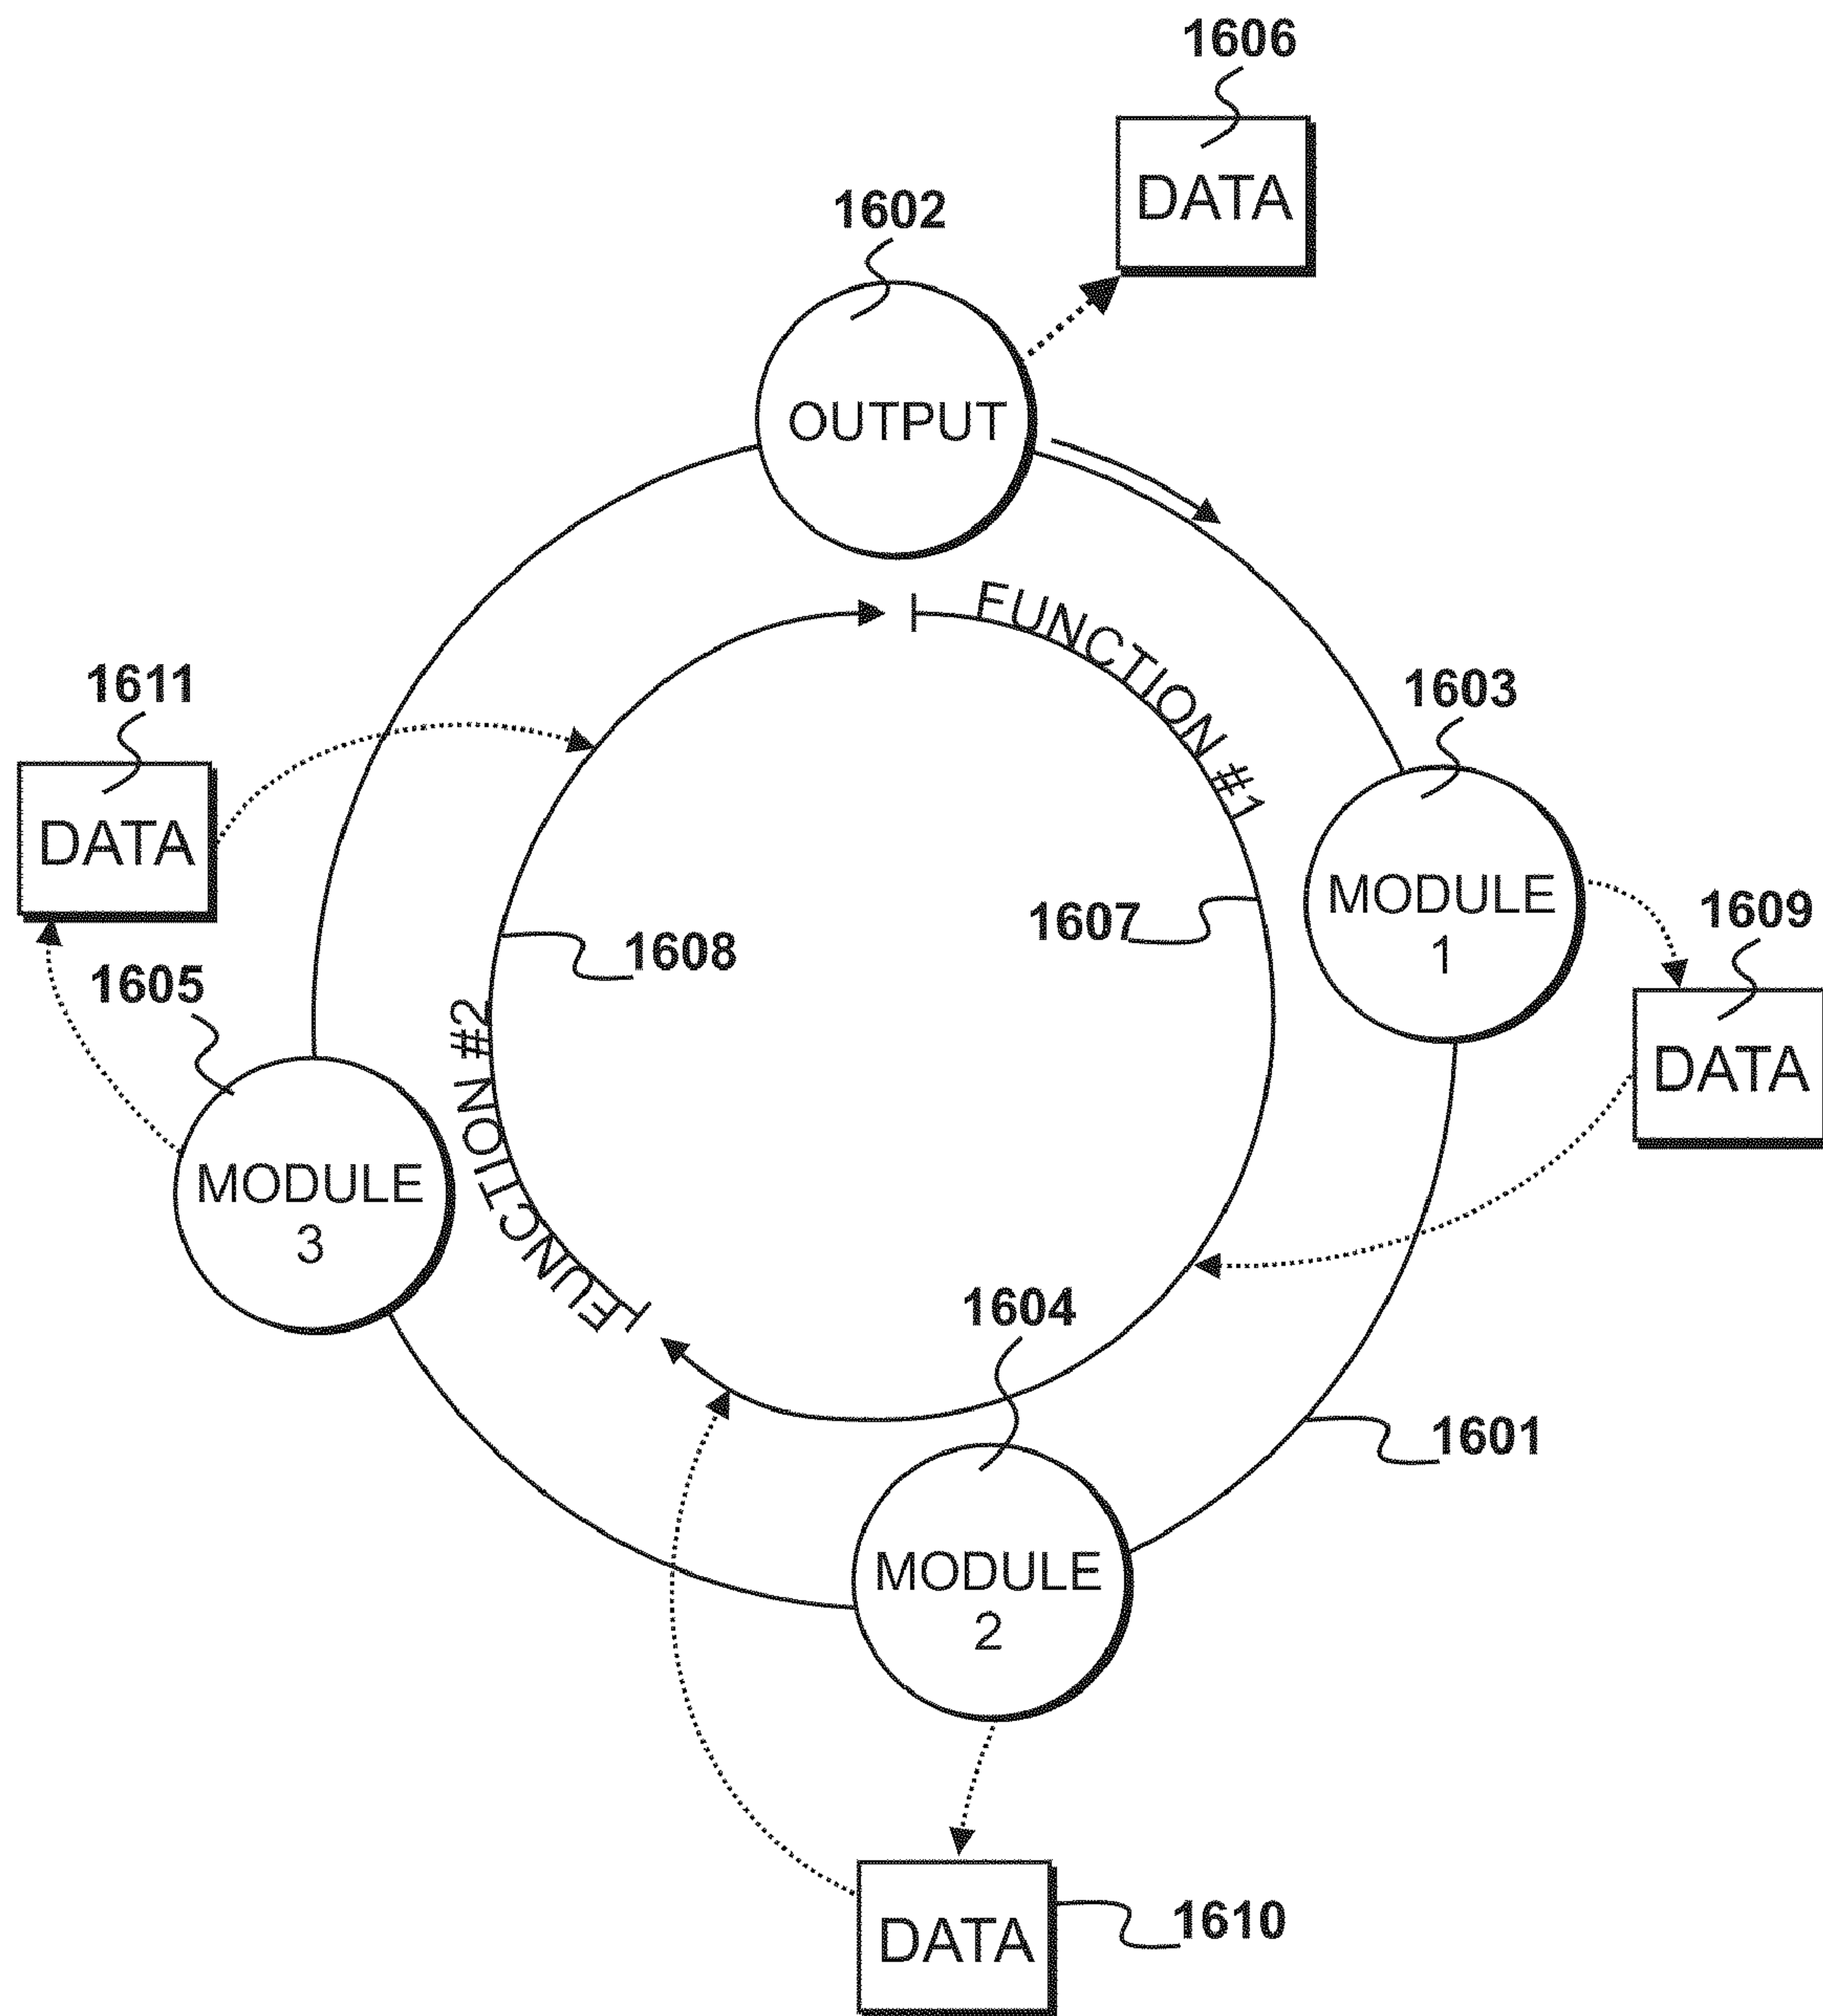 1606
DATA
1602
OUTPUT
FUNCTION #1
1611
DATA
1603
MODULE
1
1607
1608
1609
DATA
1605
FUNCTION #2
MODULE
3
1604
1601
MODULE
2
1610
DATA